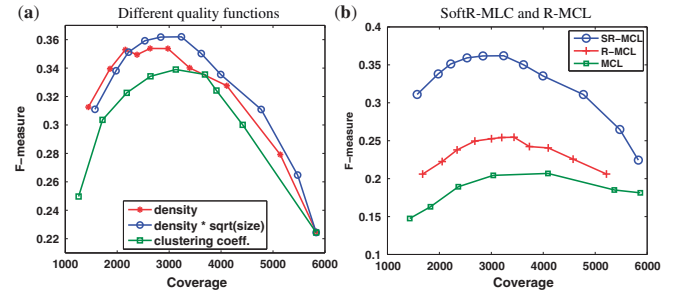 (a) Different quality functions
0.36
0.34
0.32
0.3
0.28
0.26
0.24
0.22
F-measure
density
density * sqrt(size)
clustering coeff.
1000 2000 3000 4000 5000 6000
Coverage
(b) SoftR-MLC and R-MCL
0.4
0.35
0.3
0.25
0.2
0.15
0.1
F-measure
SR-MCL
R-MCL
MCL
1000 2000 3000 4000 5000 6000
Coverage